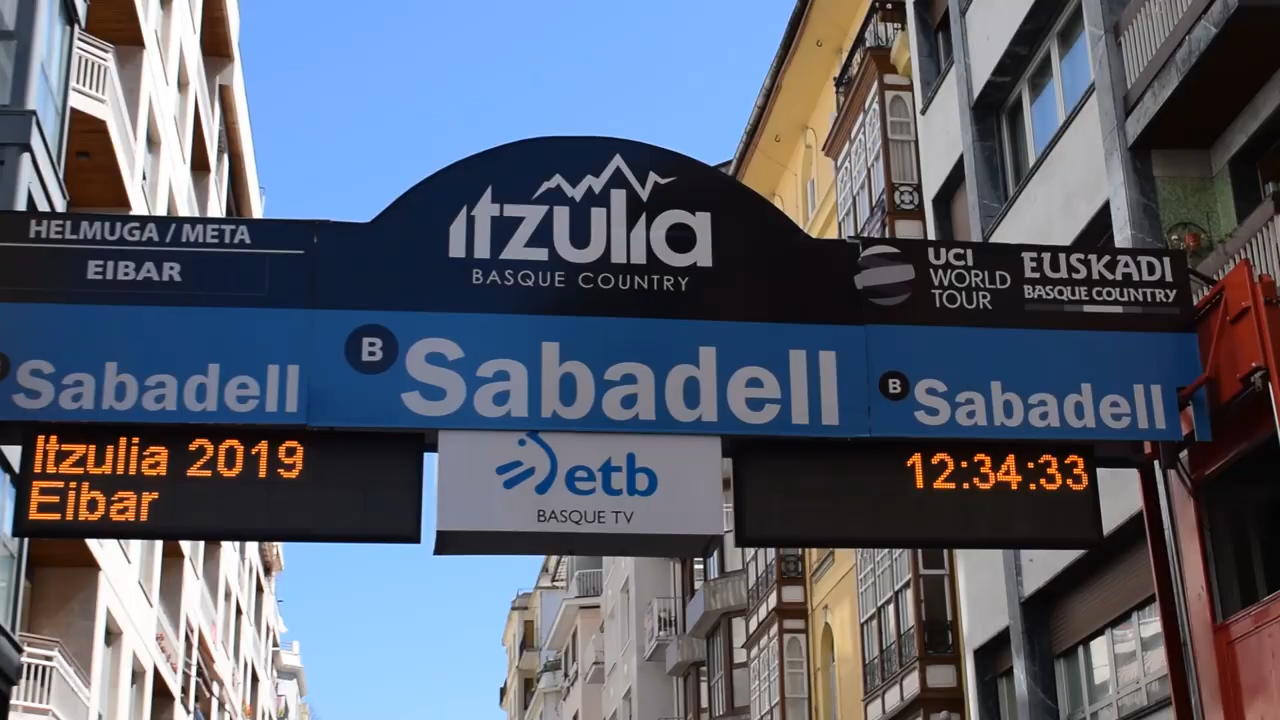 HELMUGA / META
EIBAR
Itzulia
BASQUE COUNTRY
UCI
WORLD
TOUR
EUSKADI
BASQUE COUNTRY
Sabadell
B Sabadell
B Sabadell
Itzulia 2019
Eibar
etb
BASQUE TV
12:34:33